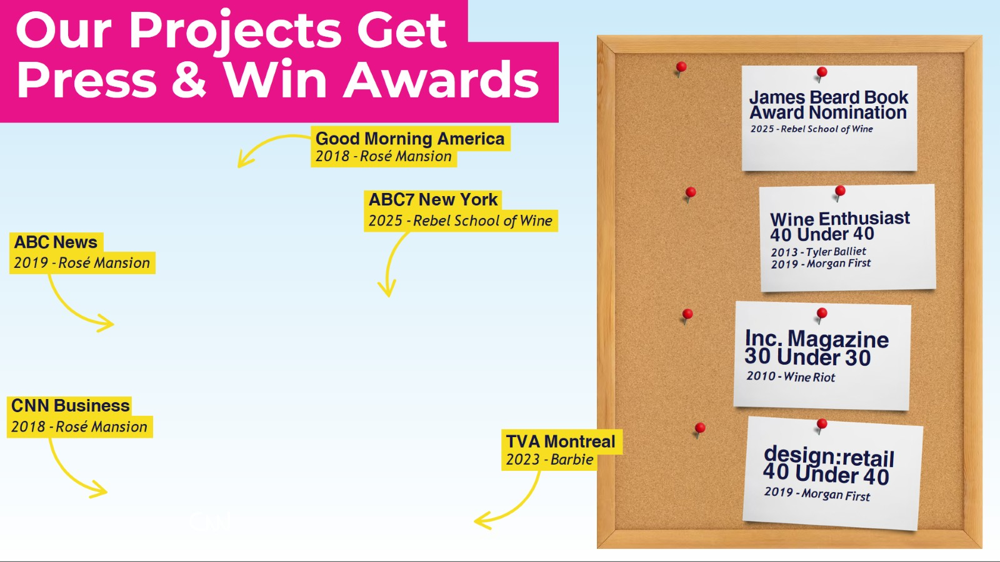 Our Projects Get
Press & Win Awards
Good Morning America
2018 - Rosé Mansion
ABC7 New York
2025 - Rebel School of Wine
ABC News
2019 - Rosé Mansion
CNN Business
2018 - Rosé Mansion
TVA Montreal
2023 - Barbie
CNN
James Beard Book
Award Nomination
2025 - Rebel School of Wine
Wine Enthusiast
40 Under 40
2013 - Tyler Balliet
2019 - Morgan First
Inc. Magazine
30 Under 30
2010 - Wine Riot
design:retail
40 Under 40
2019 - Morgan First